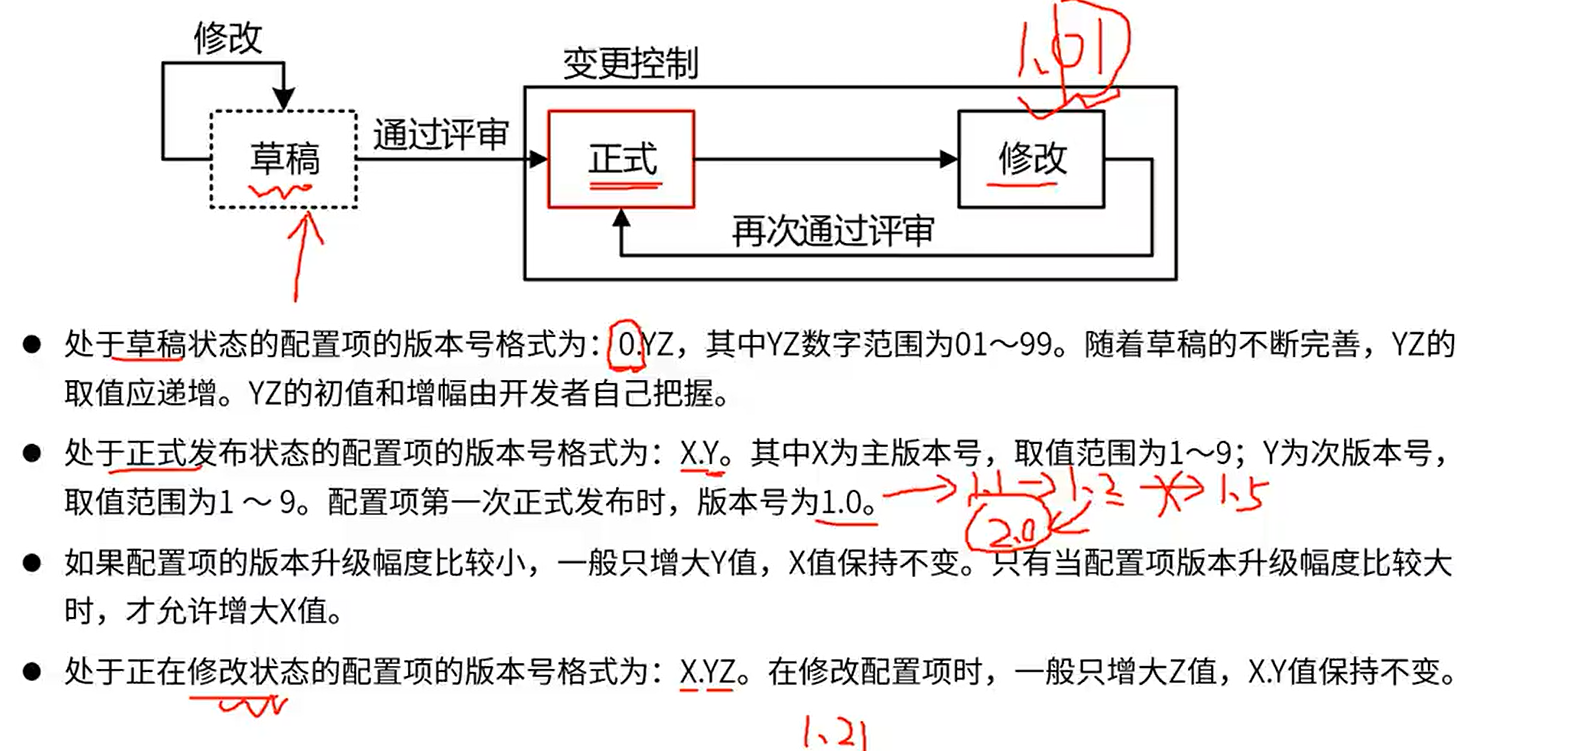 修改
变更控制
1.01
草稿
通过评审
正式
修改
再次通过评审
● 处于草稿状态的配置项的版本号格式为：0.YZ，其中YZ数字范围为01～99。随着草稿的不断完善，YZ的
取值应递增。YZ的初值和增幅由开发者自己把握。
● 处于正式发布状态的配置项的版本号格式为：X.Y。其中X为主版本号，取值范围为1～9；Y为次版本号，
取值范围为1 ～ 9。配置项第一次正式发布时，版本号为1.0。 → 1.1 → 1.2 → 1.5
2.0
● 如果配置项的版本升级幅度比较小，一般只增大Y值，X值保持不变。只有当配置项版本升级幅度比较大
时，才允许增大X值。
● 处于正在修改状态的配置项的版本号格式为：X.YZ。在修改配置项时，一般只增大Z值，X.Y值保持不变。
1.21